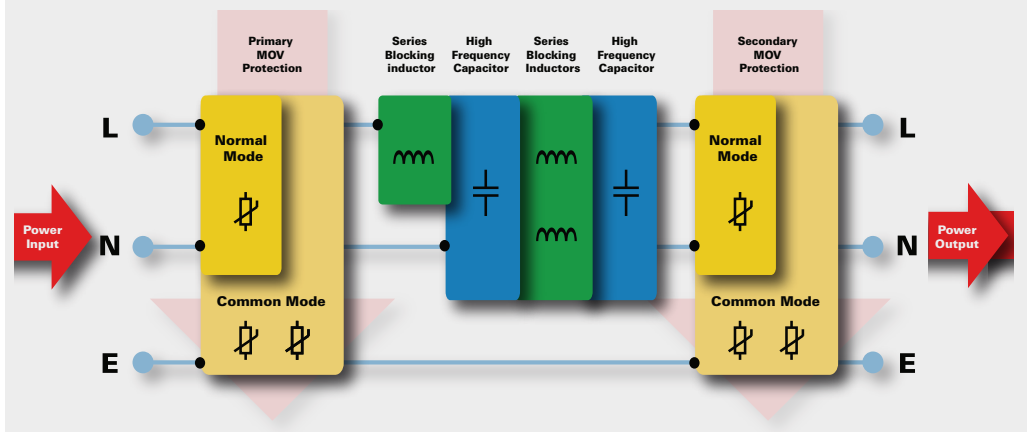 Primary
MOV
Protection
Series
Blocking
inductor
High
Frequency
Capacitor
Series
Blocking
Inductors
High
Frequency
Capacitor
Secondary
MOV
Protection
L
Normal
Mode
Normal
Mode
L
Power
Input
N
Power
Output
N
Common Mode
Common Mode
E
E